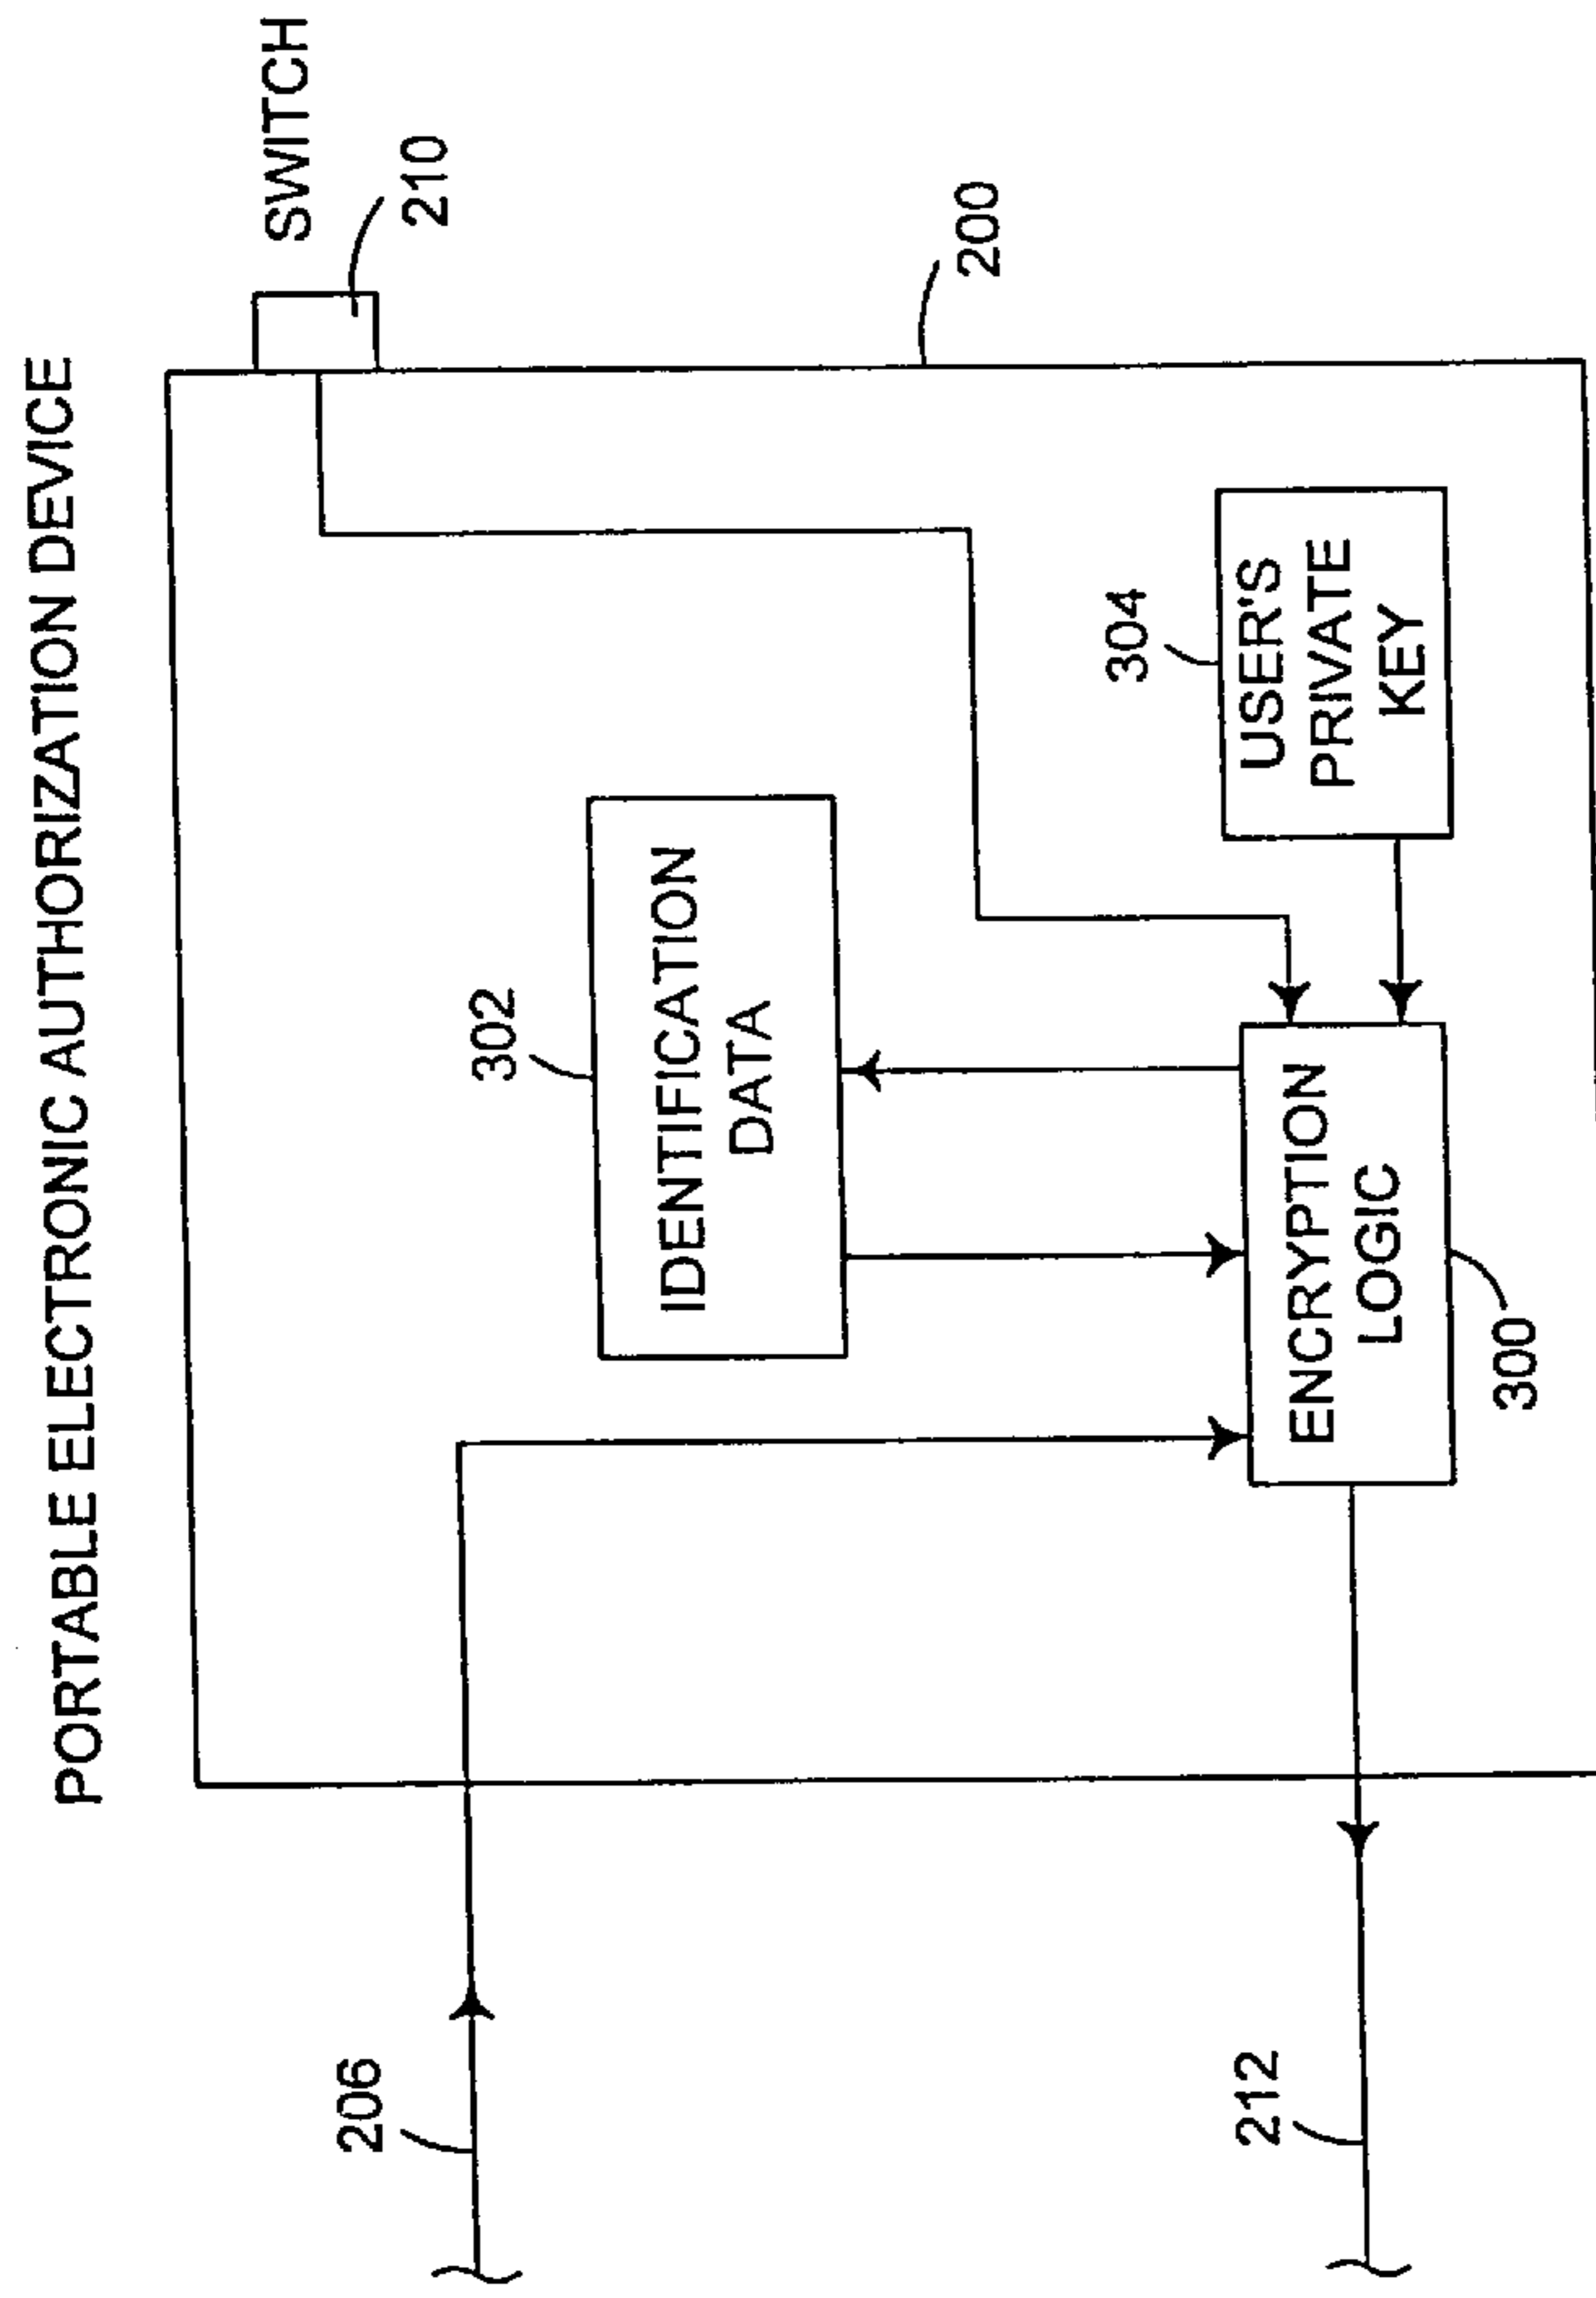 PORTABLE ELECTRONIC AUTHORIZATION DEVICE
SWITCH
210
206
302
IDENTIFICATION
DATA
200
304
USER'S
PRIVATE
KEY
212
ENCRYPTION
LOGIC
300